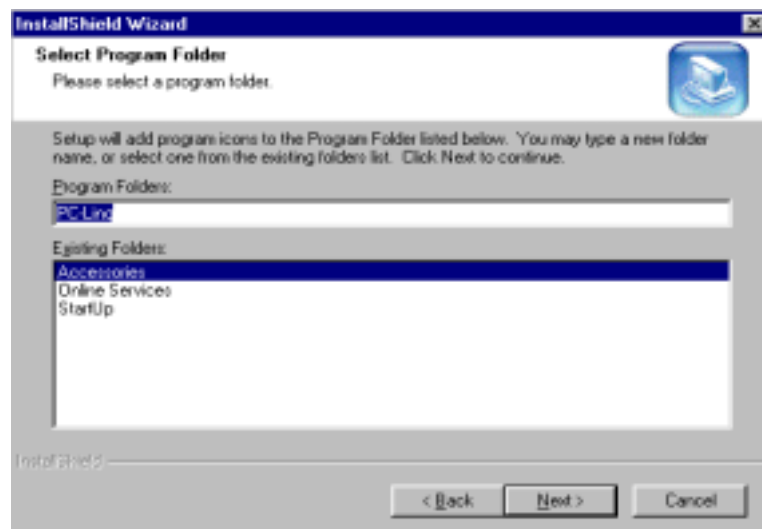 InstallShield Wizard
Select Program Folder
Please select a program folder.
Setup will add program icons to the Program Folder listed below. You may type a new folder
name, or select one from the existing folders list. Click Next to continue.
Program Folders:
PC-Linq
Existing Folders:
Accessories
Online Services
StartUp
InstallShield
< Back
Next >
Cancel